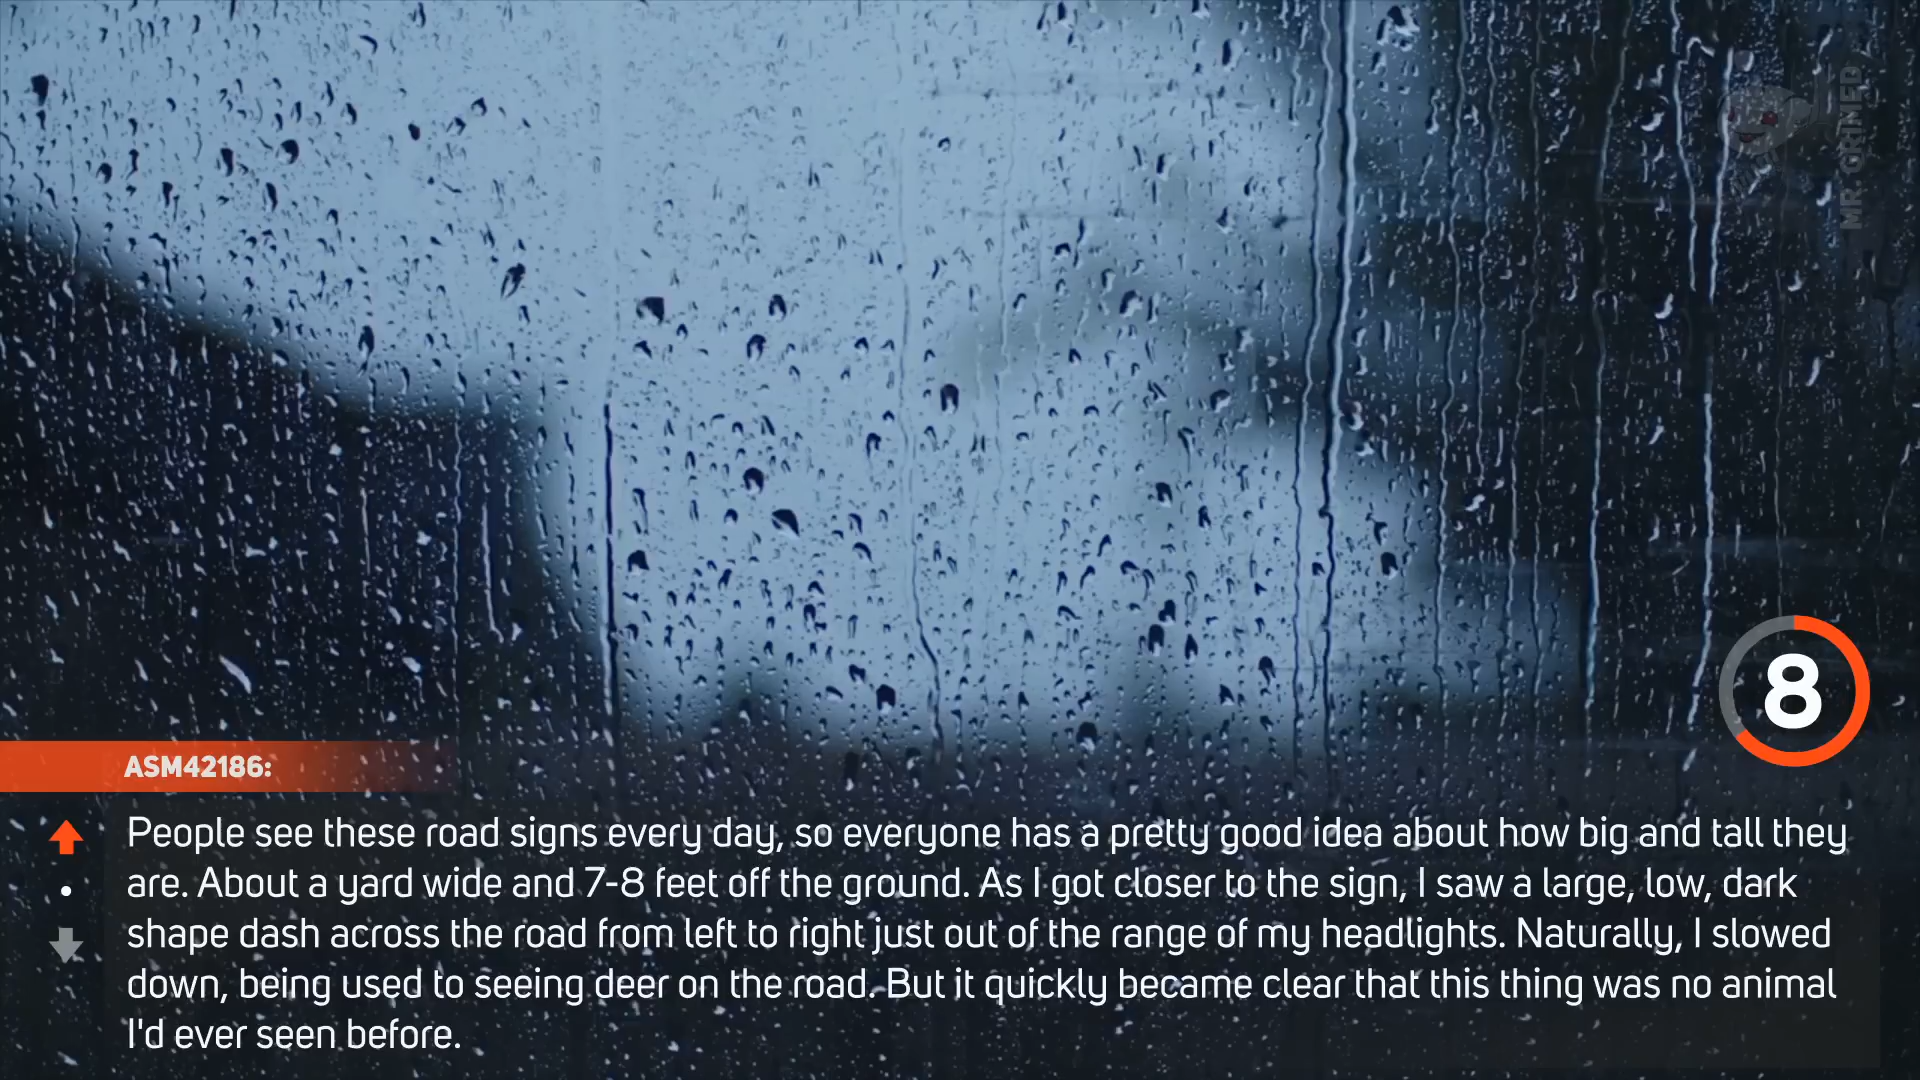 MR.GRINED
8
ASM42186:
People see these road signs every day, so everyone has a pretty good idea about how big and tall they
are. About a yard wide and 7-8 feet off the ground. As I got closer to the sign, I saw a large, low, dark
shape dash across the road from left to right just out of the range of my headlights. Naturally, I slowed
down, being used to seeing deer on the road. But it quickly became clear that this thing was no animal
I'd ever seen before.